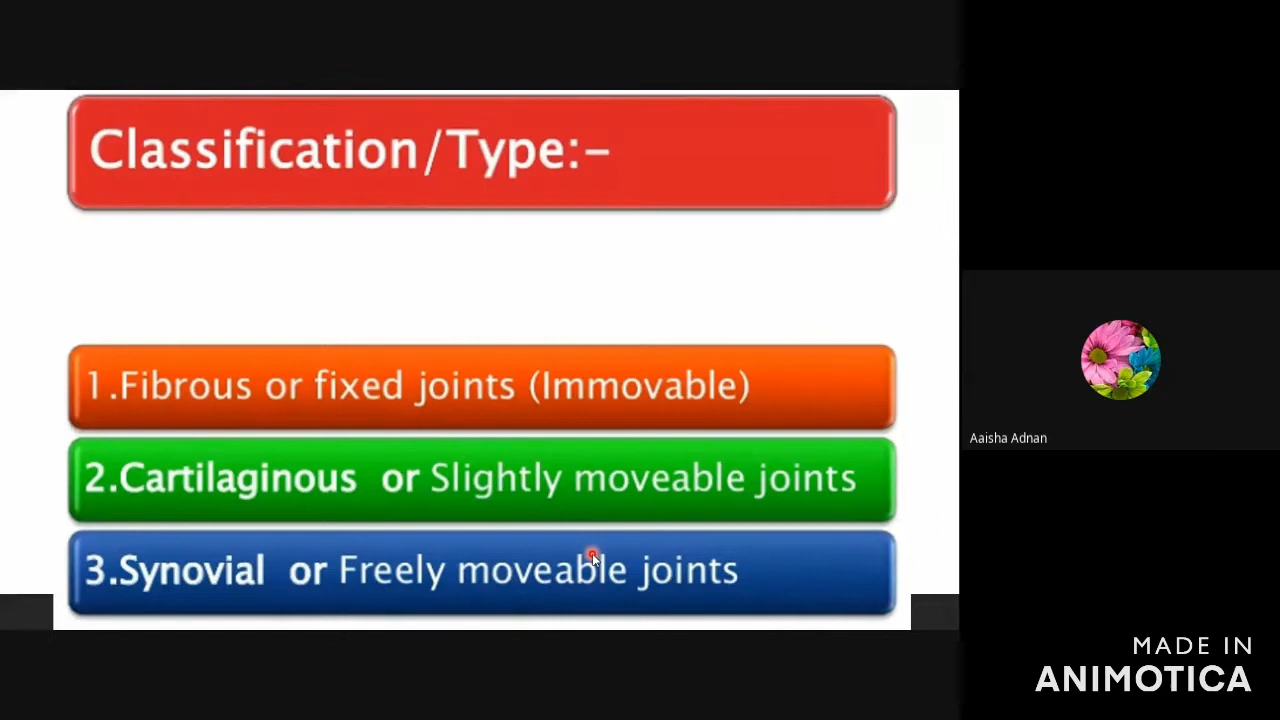 Classification/Type:-
1.Fibrous or fixed joints (Immovable)
2.Cartilaginous or Slightly moveable joints
3.Synovial or Freely moveable joints
Aaisha Adnan
MADE IN
ANIMOTICA